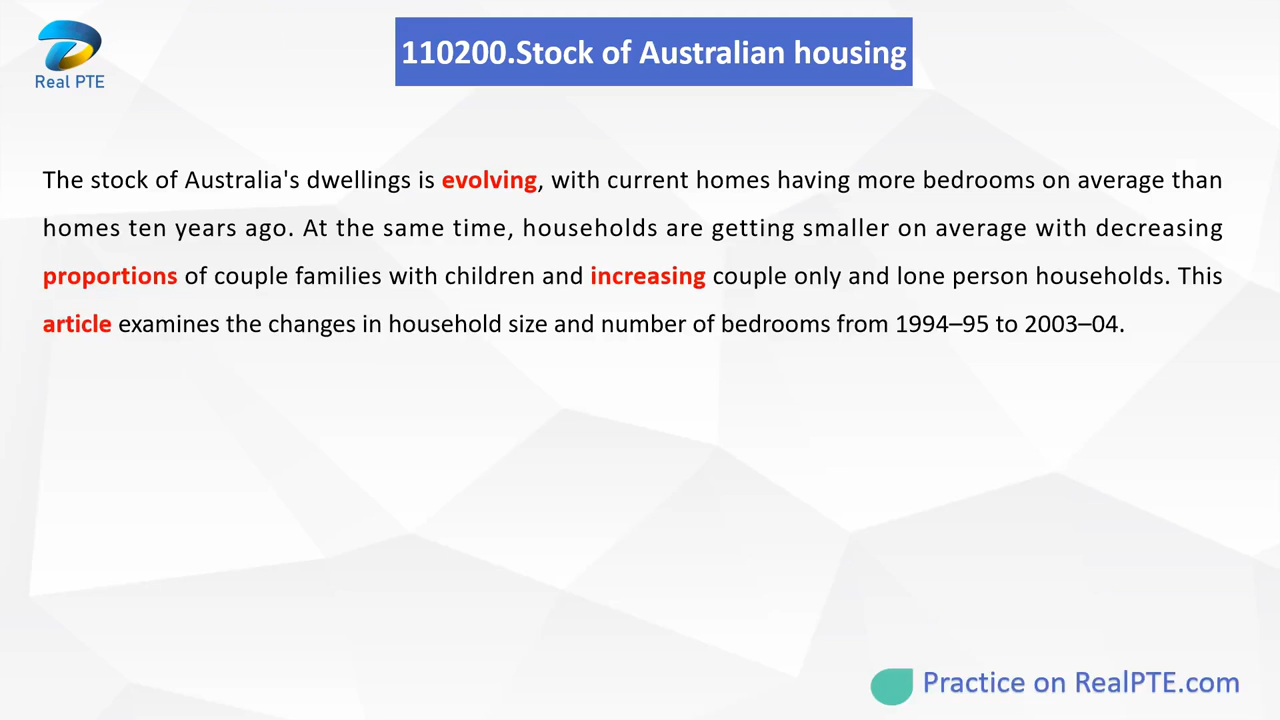 Real PTE
110200.Stock of Australian housing
The stock of Australia's dwellings is evolving, with current homes having more bedrooms on average than
homes ten years ago. At the same time, households are getting smaller on average with decreasing
proportions of couple families with children and increasing couple only and lone person households. This
article examines the changes in household size and number of bedrooms from 1994–95 to 2003–04.
Practice on RealPTE.com